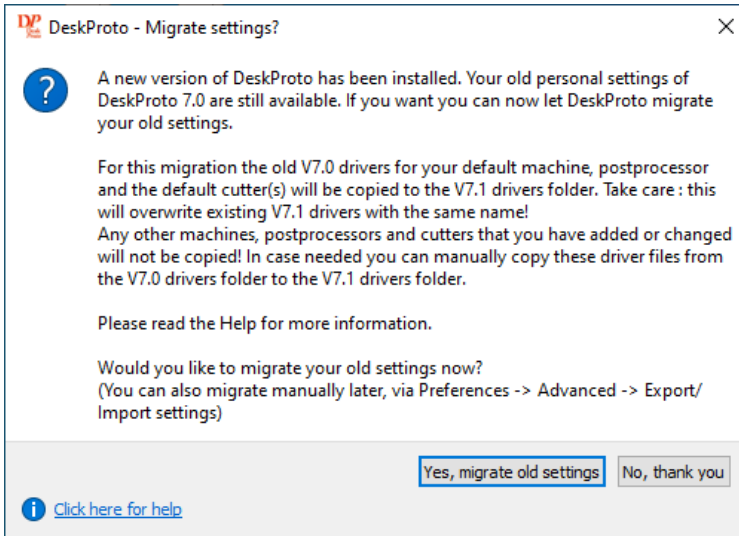 DeskProto - Migrate settings?
A new version of DeskProto has been installed. Your old personal settings of
DeskProto 7.0 are still available. If you want you can now let DeskProto migrate
your old settings.
For this migration the old V7.0 drivers for your default machine, postprocessor
and the default cutter(s) will be copied to the V7.1 drivers folder. Take care : this
will overwrite existing V7.1 drivers with the same name!
Any other machines, postprocessors and cutters that you have added or changed
will not be copied! In case needed you can manually copy these driver files from
the V7.0 drivers folder to the V7.1 drivers folder.
Please read the Help for more information.
Would you like to migrate your old settings now?
(You can also migrate manually later, via Preferences -> Advanced -> Export/
Import settings)
Yes, migrate old settings
No, thank you
Click here for help